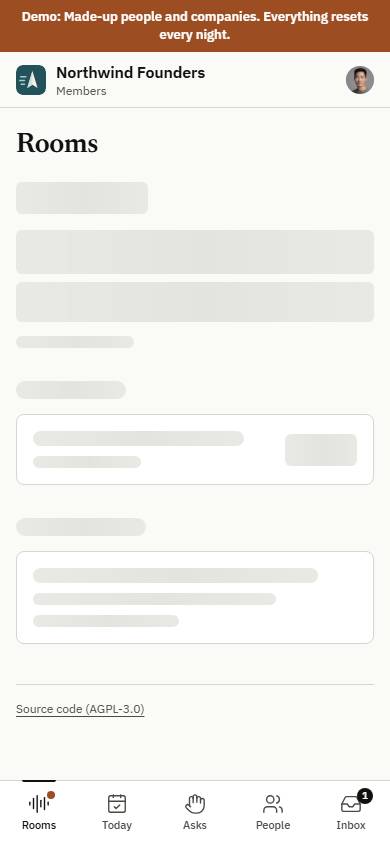 Demo: Made-up people and companies. Everything resets
every night.
Northwind Founders
Members
Rooms
Source code (AGPL-3.0)
Rooms
Today
Asks
People
1
Inbox